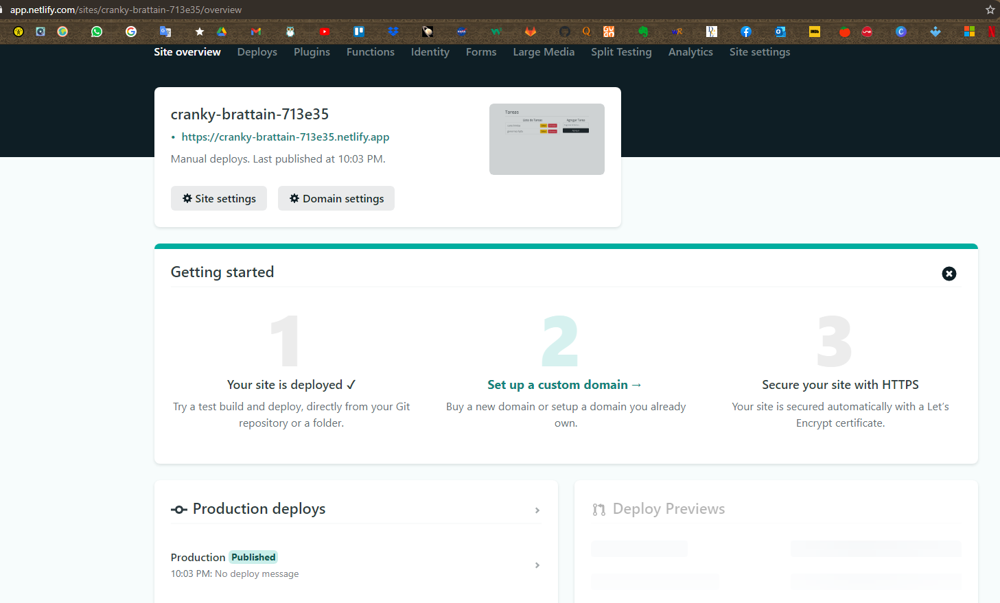 app.netlify.com/sites/cranky-brattain-713e35/overview
Site overview Deploys Plugins Functions Identity Forms Large Media Split Testing Analytics Site settings
cranky-brattain-713e35
• https://cranky-brattain-713e35.netlify.app
Manual deploys. Last published at 10:03 PM.
Site settings Domain settings
Tareas
Lista de Tareas Agregar Tarea
Getting started
1 2 3
Your site is deployed ✓
Try a test build and deploy, directly from your Git
repository or a folder.
Set up a custom domain →
Buy a new domain or setup a domain you already
own.
Secure your site with HTTPS
Your site is secured automatically with a Let's
Encrypt certificate.
Production deploys
Production Published
10:03 PM: No deploy message
Deploy Previews